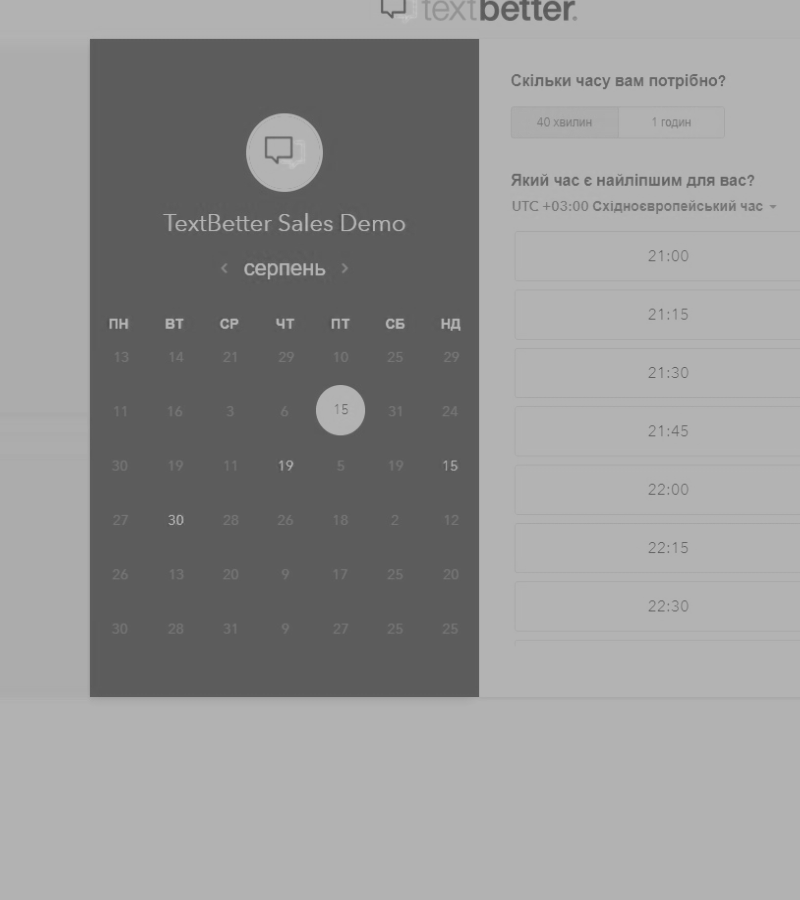 textbetter.
TextBetter Sales Demo
серпень
ПН ВТ СР ЧТ ПТ СБ НД
13 14 21 29 10 25 29
11 16 3 6 15 31 24
30 19 11 19 5 19 15
27 30 28 26 18 2 12
26 13 20 9 17 25 20
30 28 31 9 27 25 25
Скільки часу вам потрібно?
40 хвилин 1 годин
Який час є найліпшим для вас?
UTC +03:00 Східноєвропейський час
21:00
21:15
21:30
21:45
22:00
22:15
22:30